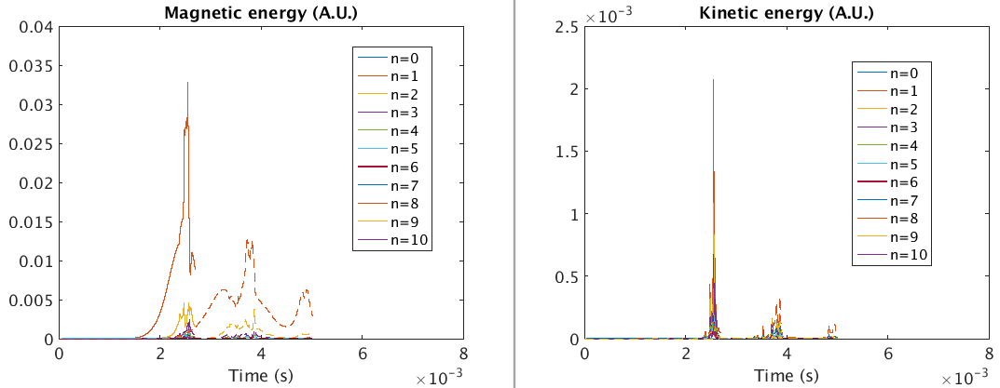 Magnetic energy (A.U.)
0.04
0.035
0.03
0.025
0.02
0.015
0.01
0.005
0
0 2 4 6 8
Time (s)
×10⁻³
n=0
n=1
n=2
n=3
n=4
n=5
n=6
n=7
n=8
n=9
n=10
Kinetic energy (A.U.)
×10⁻³
2.5
2
1.5
1
0.5
0
0 2 4 6 8
Time (s)
×10⁻³
n=0
n=1
n=2
n=3
n=4
n=5
n=6
n=7
n=8
n=9
n=10